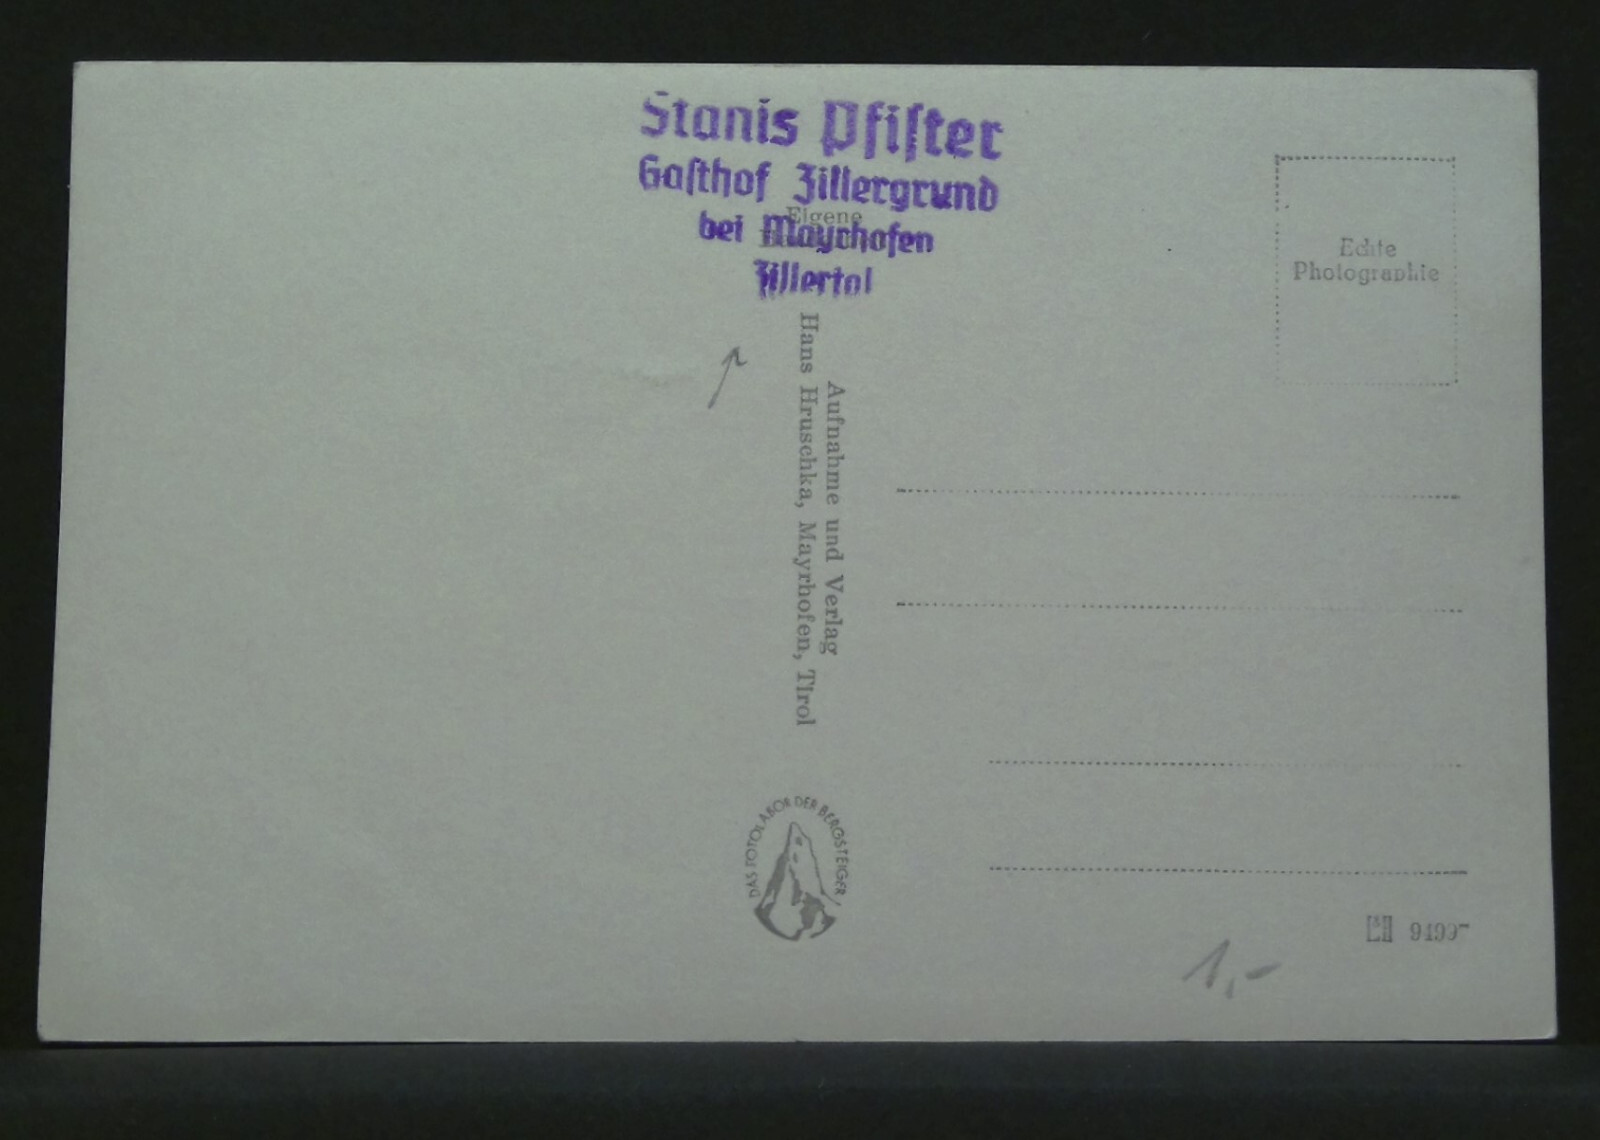 Stanis Pfiſter
Gaſthof Zillergrund
bei Mayrhofen
Zillertal
Eigene
Aufnahme und Verlag
Hans Hruschka, Mayrhofen, Tirol
Echte
Photographie
DAS FOTOLABOR DER BERGSTEIGER
1,-